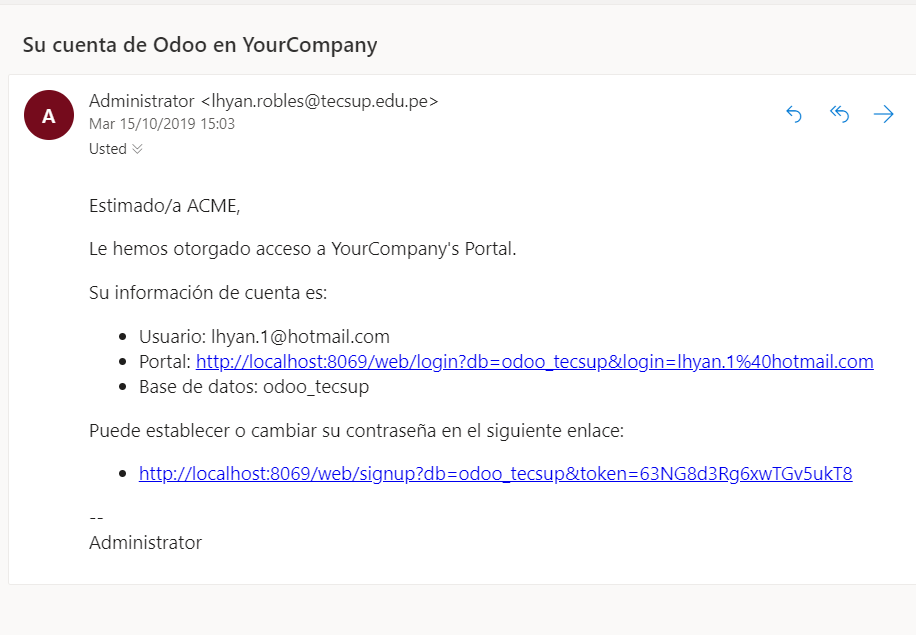 Su cuenta de Odoo en YourCompany
A
Administrator <lhyan.robles@tecsup.edu.pe>
Mar 15/10/2019 15:03
Usted
Estimado/a ACME,
Le hemos otorgado acceso a YourCompany's Portal.
Su información de cuenta es:
• Usuario: lhyan.1@hotmail.com
• Portal: http://localhost:8069/web/login?db=odoo_tecsup&login=lhyan.1%40hotmail.com
• Base de datos: odoo_tecsup
Puede establecer o cambiar su contraseña en el siguiente enlace:
• http://localhost:8069/web/signup?db=odoo_tecsup&token=63NG8d3Rg6xwTGv5ukT8
--
Administrator